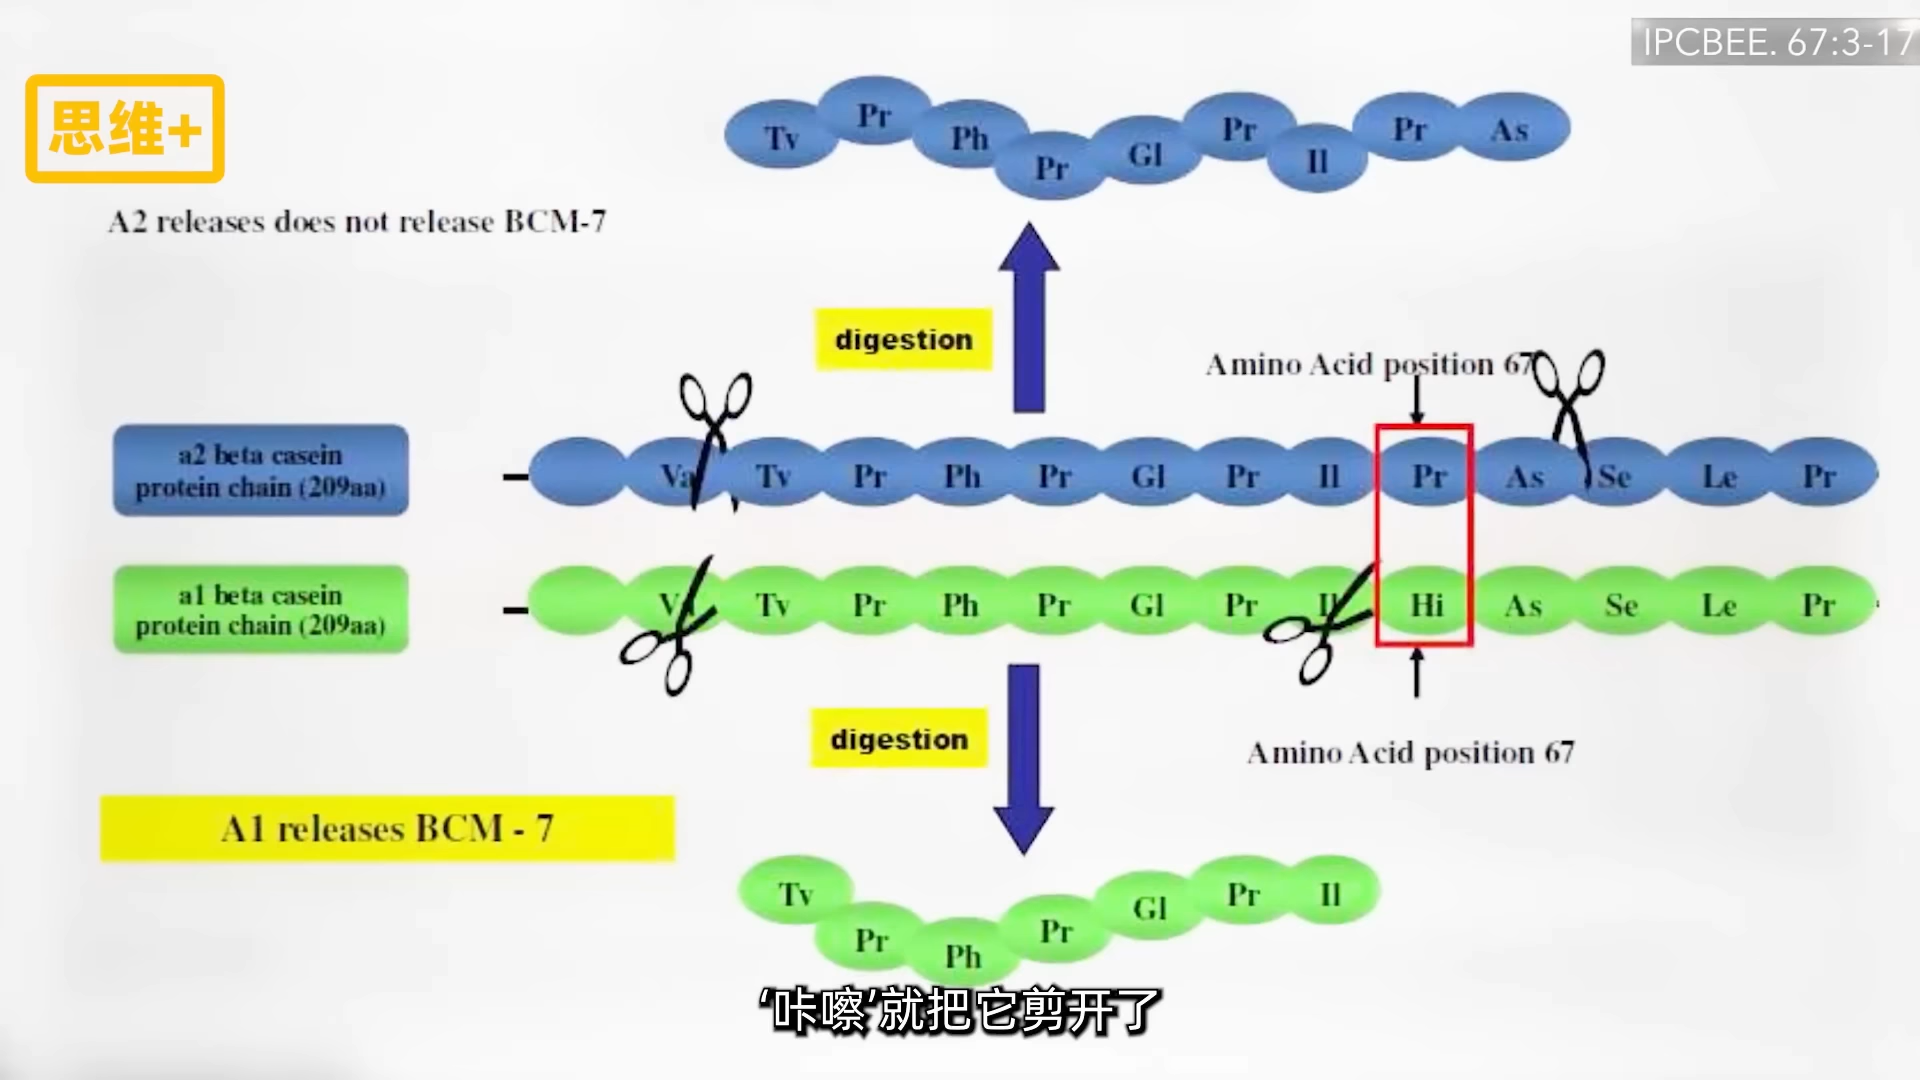 IPCBEE. 67:3-17
思维+
Tv Pr Ph Pr Gl Pr Il Pr As
A2 releases does not release BCM-7
digestion
Amino Acid position 67
a2 beta casein
protein chain (209aa)
Va Tv Pr Ph Pr Gl Pr Il Pr As Se Le Pr
a1 beta casein
protein chain (209aa)
Va Tv Pr Ph Pr Gl Pr Il Hi As Se Le Pr
digestion
Amino Acid position 67
A1 releases BCM - 7
Tv Pr Ph Pr Gl Pr Il
‘咔嚓’就把它剪开了